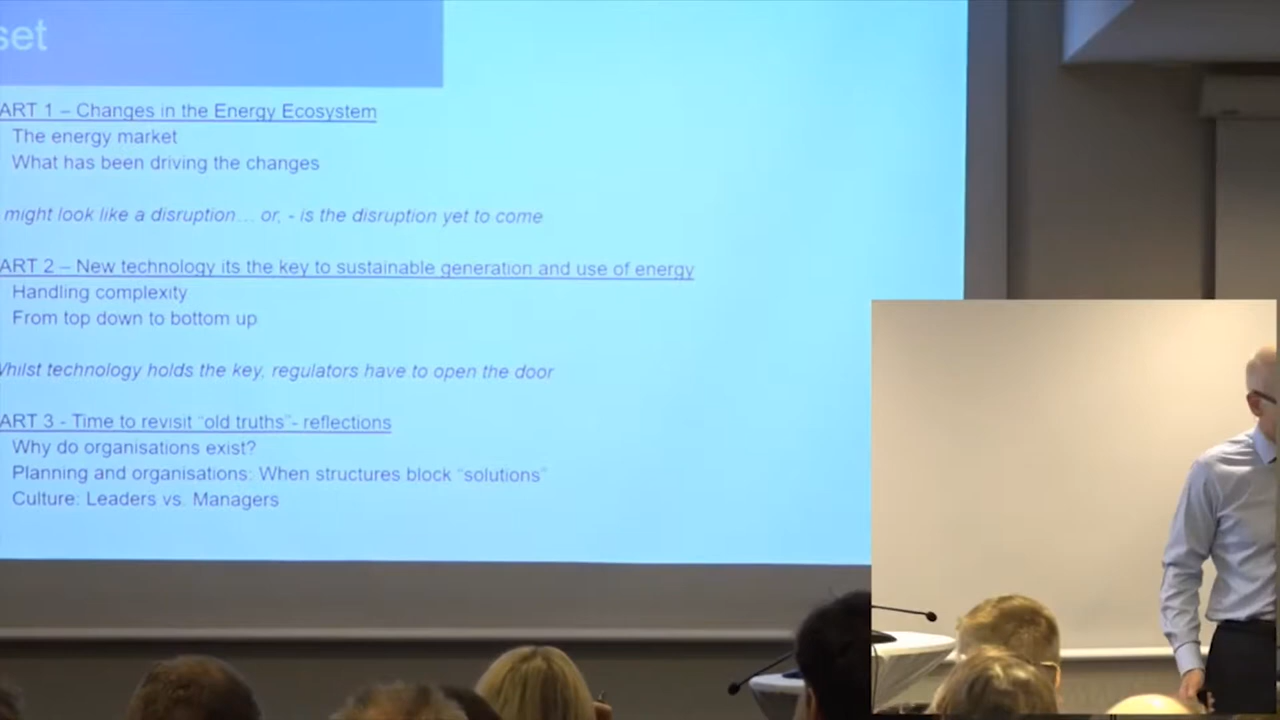 set
ART 1 – Changes in the Energy Ecosystem
The energy market
What has been driving the changes
might look like a disruption… or, - is the disruption yet to come
ART 2 – New technology its the key to sustainable generation and use of energy
Handling complexity
From top down to bottom up
Whilst technology holds the key, regulators have to open the door
ART 3 - Time to revisit “old truths”- reflections
Why do organisations exist?
Planning and organisations: When structures block “solutions”
Culture: Leaders vs. Managers